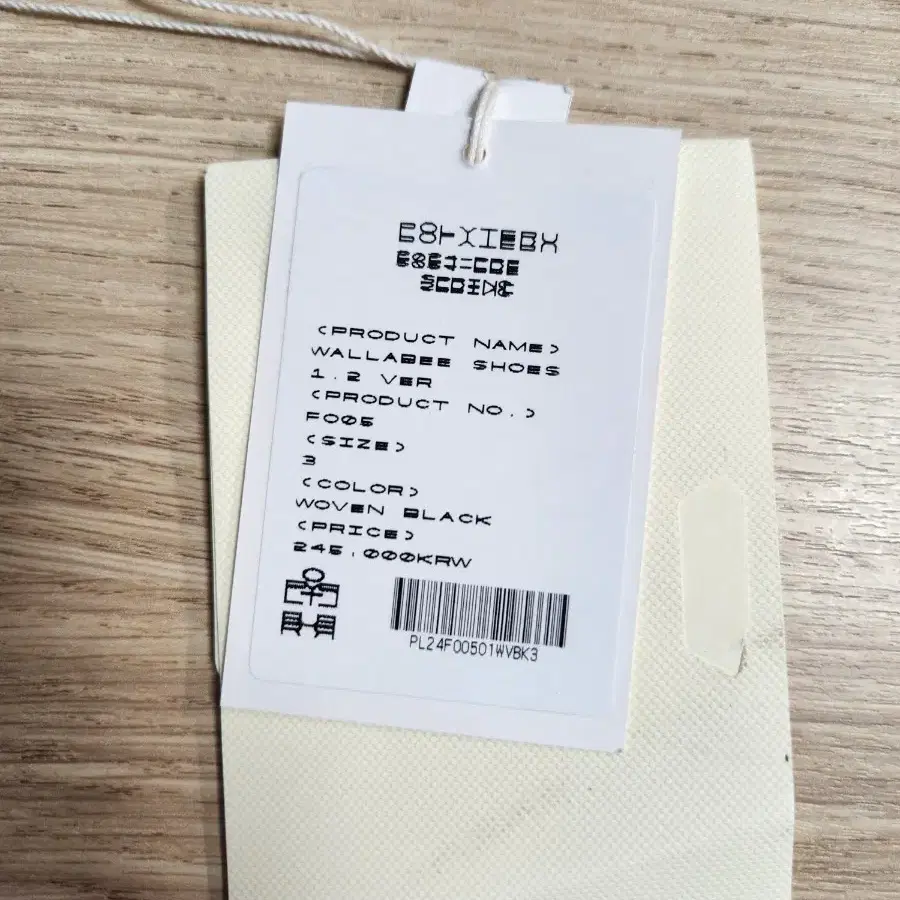 <PRODUCT NAME>
WALLABEE SHOES
1.2 VER
<PRODUCT NO.>
F005
<SIZE>
3
<COLOR>
WOVEN BLACK
<PRICE>
245,000KRW
PL24F00501WVBK3